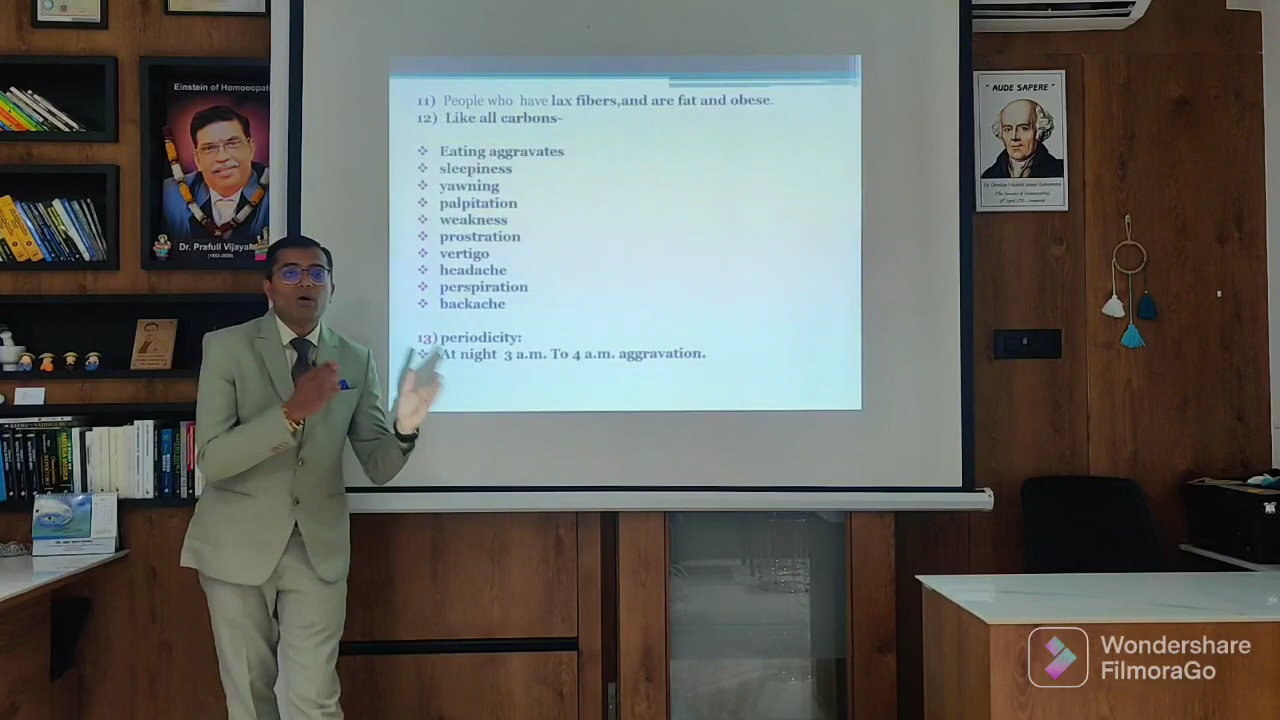 Einstein of Homoeopat
Dr. Prafull Vijaya
11) People who have lax fibers,and are fat and obese.
12) Like all carbons-
❖ Eating aggravates
❖ sleepiness
❖ yawning
❖ palpitation
❖ weakness
❖ prostration
❖ vertigo
❖ headache
❖ perspiration
❖ backache
13) periodicity:
❖ At night 3 a.m. To 4 a.m. aggravation.
" AUDE SAPERE "
Wondershare
FilmoraGo